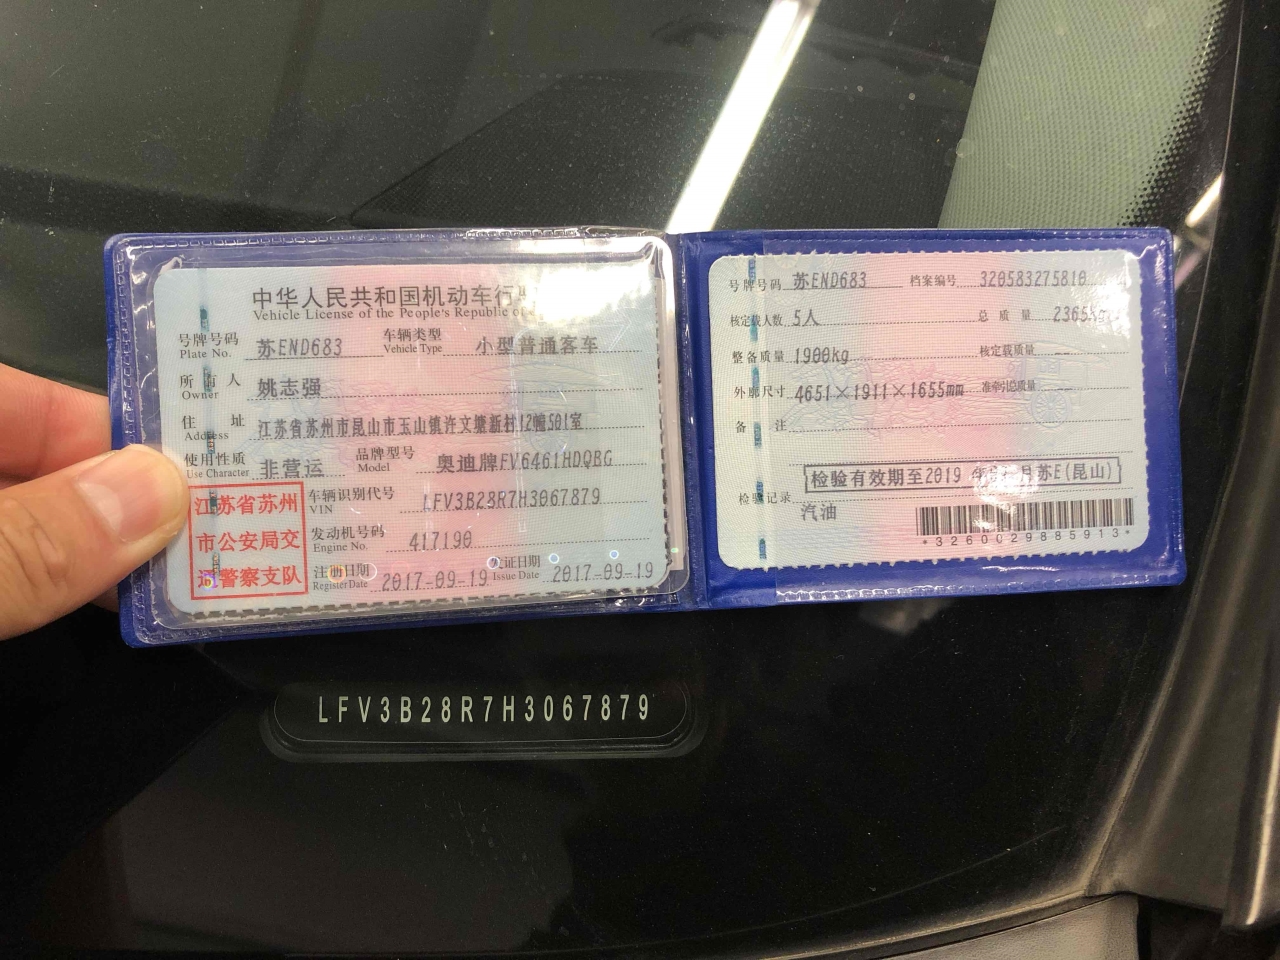 中华人民共和国机动车行
Vehicle License of the People's Republic of
号牌号码 Plate No. 苏END683 车辆类型 Vehicle Type 小型普通客车
所有人 Owner 姚志强
住址 Address 江苏省苏州市昆山市玉山镇许文塘新村12幢501室
使用性质 Use Character 非营运 品牌型号 Model 奥迪牌FV6461HDQBG
江苏省苏州
市公安局交
通警察支队
车辆识别代号 VIN LFV3B28R7H3067879
发动机号码 Engine No. 417190
注册日期 Register Date 2017-09-19 发证日期 Issue Date 2017-09-19
号牌号码 苏END683 档案编号 320583275810
核定载人数 5人 总质量 2365kg
整备质量 1900kg 核定载质量 --
外廓尺寸 4651×1911×1655mm 准牵引总质量
备注
检验有效期至2019 年 月苏E(昆山)
检验记录
汽油
*3260029885913*
LFV3B28R7H3067879